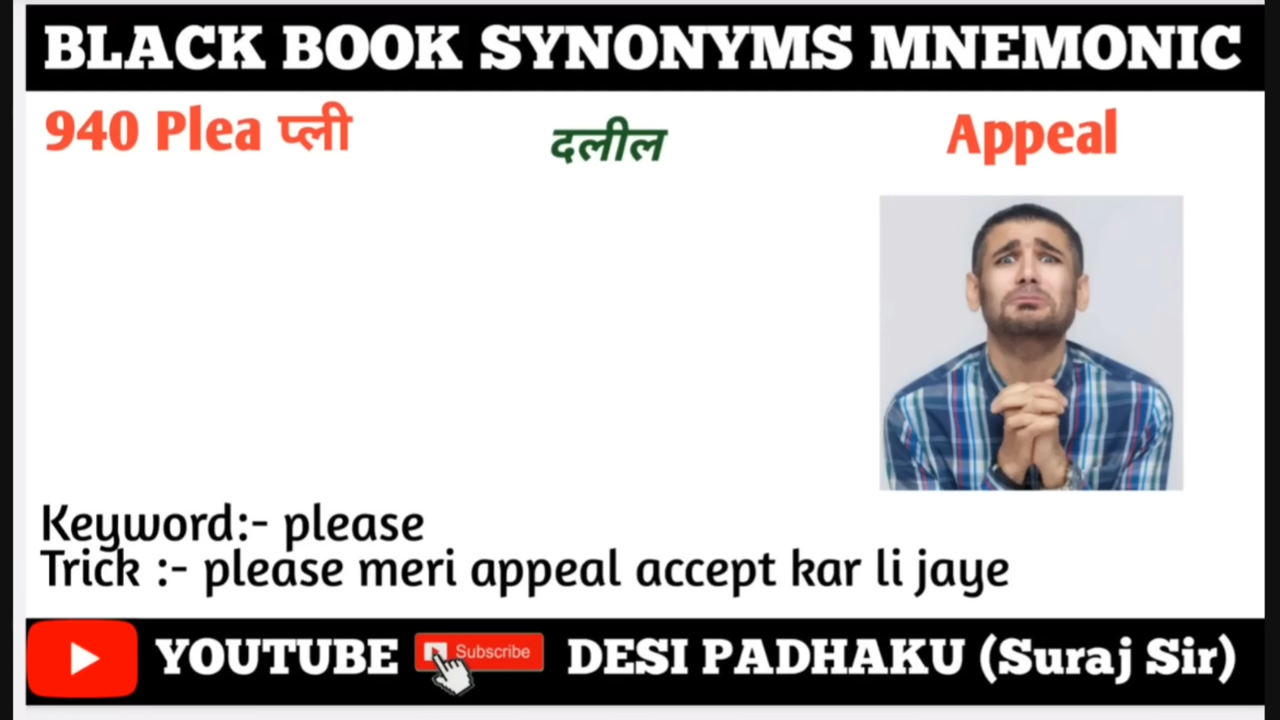 BLACK BOOK SYNONYMS MNEMONIC
940 Plea प्ली दलील Appeal
Keyword:- please
Trick :- please meri appeal accept kar li jaye
YOUTUBE Subscribe DESI PADHAKU (Suraj Sir)